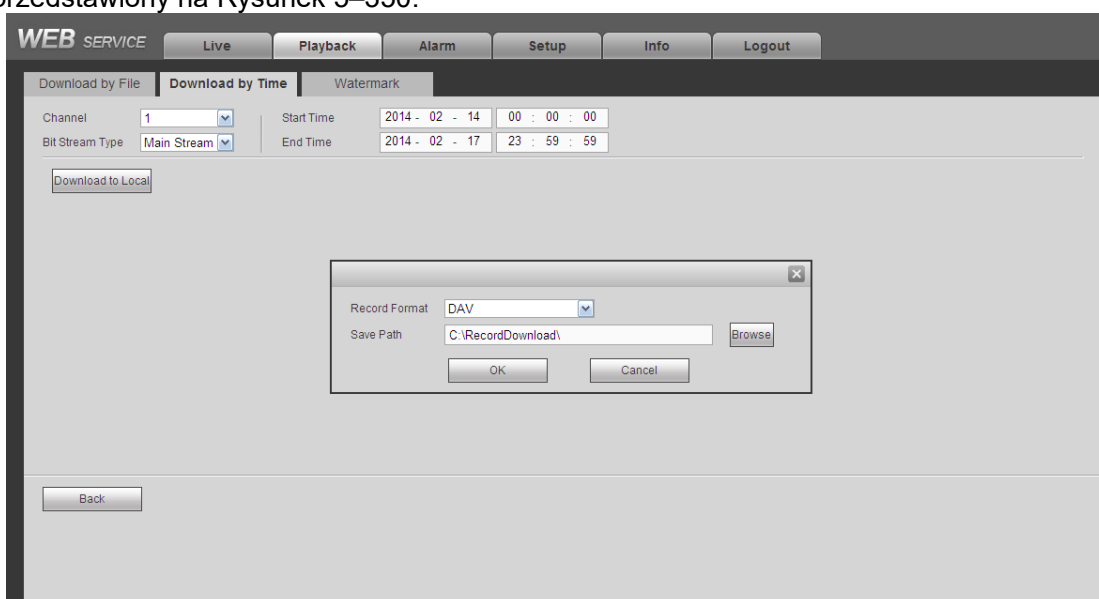 przedstawiony na Rysunek 5–350.
WEB SERVICE Live Playback Alarm Setup Info Logout
Download by File Download by Time Watermark
Channel 1 Start Time 2014 - 02 - 14 00 : 00 : 00
Bit Stream Type Main Stream End Time 2014 - 02 - 17 23 : 59 : 59
Download to Local
Record Format DAV
Save Path C:\RecordDownload\ Browse
OK Cancel
Back